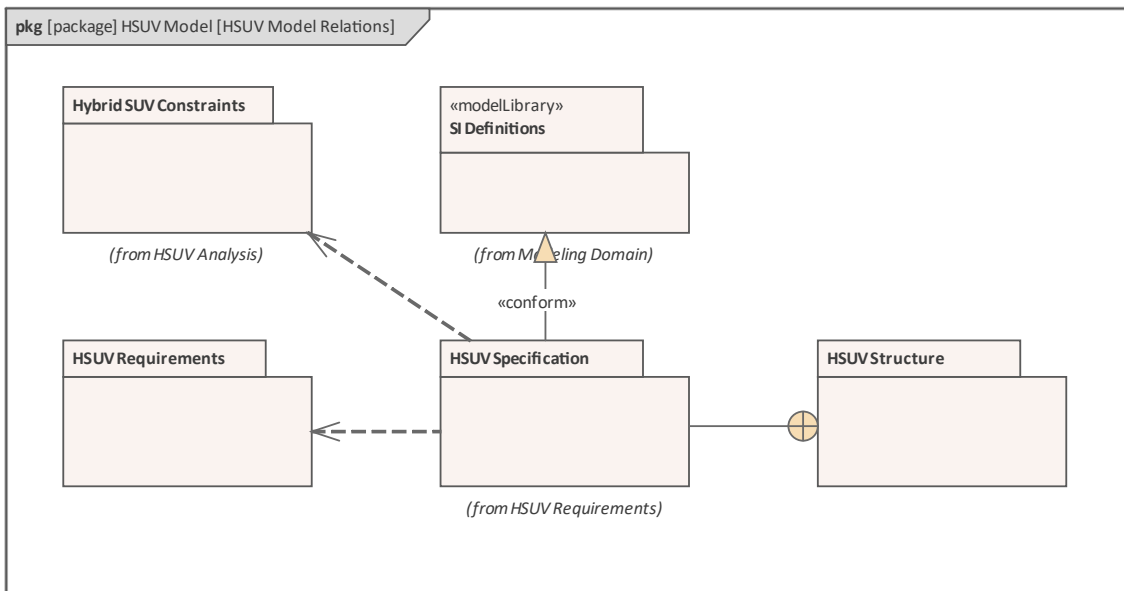 pkg [package] HSUV Model [HSUV Model Relations]
Hybrid SUV Constraints
«modelLibrary»
SI Definitions
(from HSUV Analysis)
(from Modeling Domain)
«conform»
HSUV Requirements
HSUV Specification
HSUV Structure
(from HSUV Requirements)